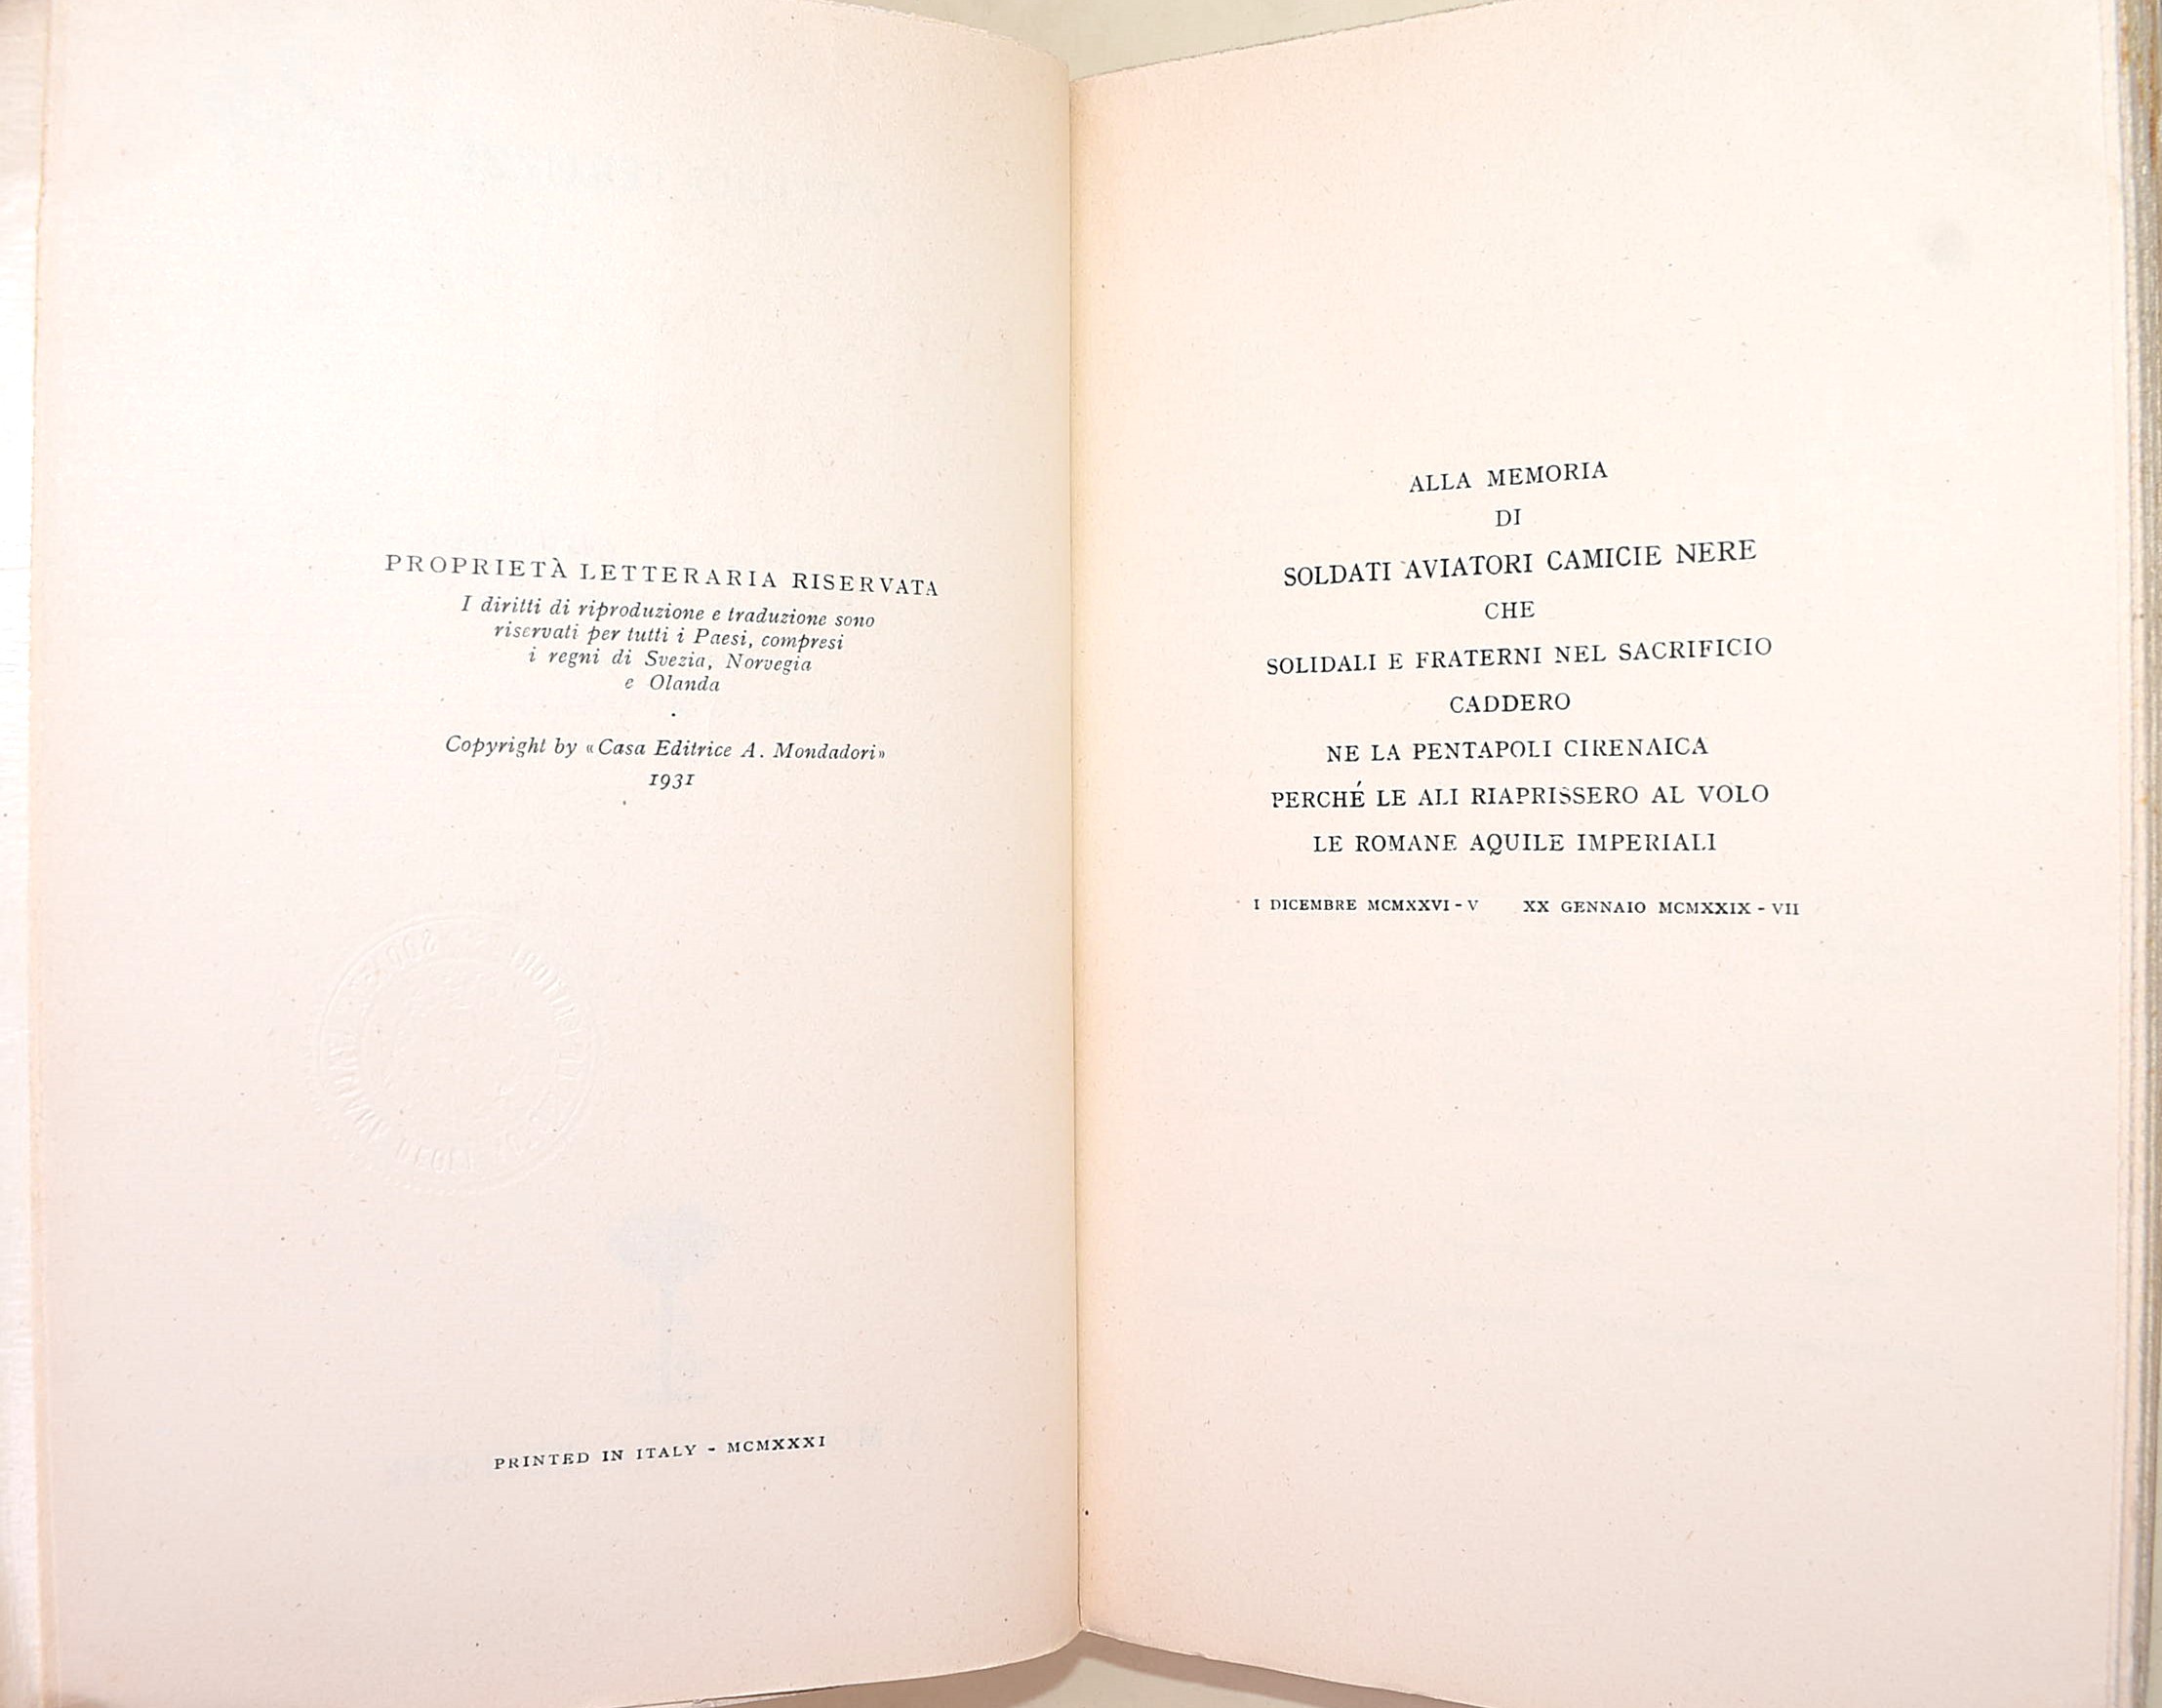 PROPRIETÀ LETTERARIA RISERVATA
I diritti di riproduzione e traduzione sono
riservati per tutti i Paesi, compresi
i regni di Svezia, Norvegia
e Olanda
Copyright by «Casa Editrice A. Mondadori»
1931
PRINTED IN ITALY - MCMXXXI
ALLA MEMORIA
DI
SOLDATI AVIATORI CAMICIE NERE
CHE
SOLIDALI E FRATERNI NEL SACRIFICIO
CADDERO
NE LA PENTAPOLI CIRENAICA
PERCHÉ LE ALI RIAPRISSERO AL VOLO
LE ROMANE AQUILE IMPERIALI
I DICEMBRE MCMXXVI - V XX GENNAIO MCMXXIX - VII